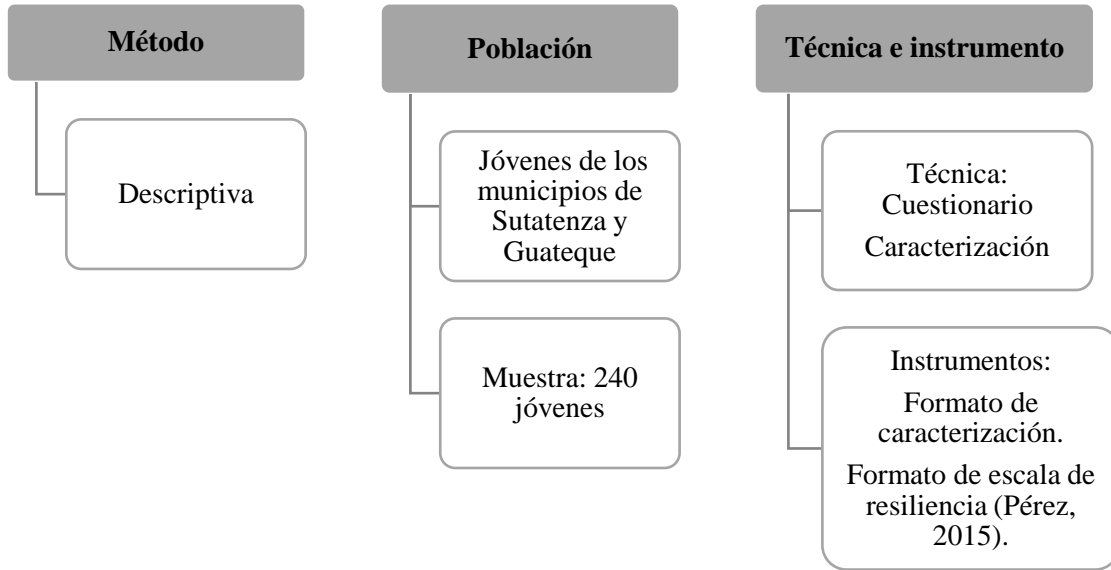 Método
Descriptiva
Población
Jóvenes de los
municipios de
Sutatenza y
Guateque
Muestra: 240
jóvenes
Técnica e instrumento
Técnica:
Cuestionario
Caracterización
Instrumentos:
Formato de
caracterización.
Formato de escala de
resiliencia (Pérez,
2015).